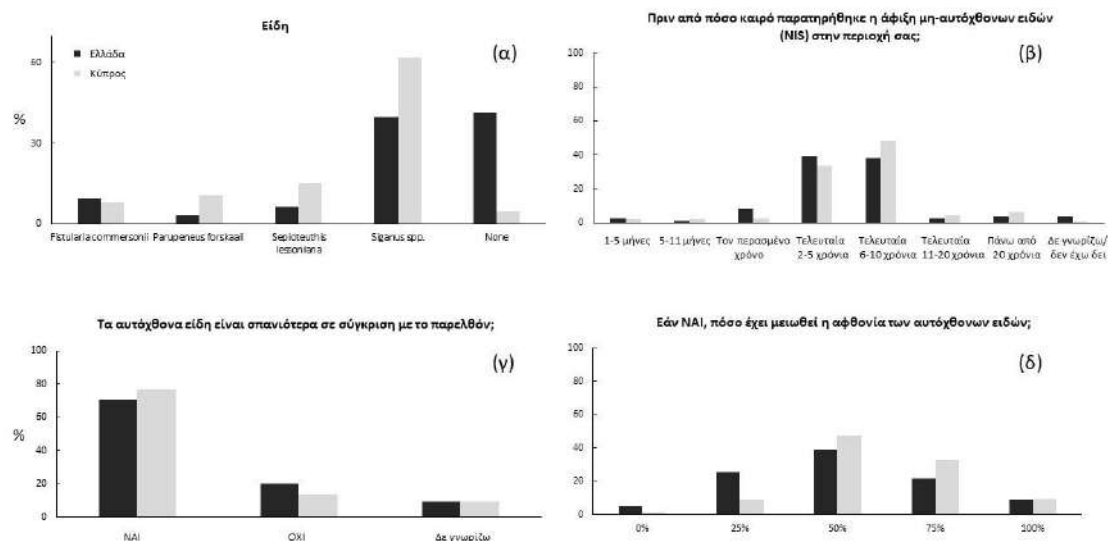 Είδη
(α)
Ελλάδα
Κύπρος
%
60
30
0
Fistularia commersonii
Parupeneus forskaali
Sepioteuthis
lessoniana
Siganus spp.
None
Πριν από πόσο καιρό παρατηρήθηκε η άφιξη μη-αυτόχθονων ειδών
(NIS) στην περιοχή σας;
(β)
100
80
60
40
20
0
1-5 μήνες
5-11 μήνες
Τον περασμένο
χρόνο
Τελευταία
2-5 χρόνια
Τελευταία
6-10 χρόνια
Τελευταία
11-20 χρόνια
Πάνω από
20 χρόνια
Δε γνωρίζω/
δεν έχω δει
Τα αυτόχθονα είδη είναι σπανιότερα σε σύγκριση με το παρελθόν;
(γ)
%
100
80
60
40
20
0
ΝΑΙ
ΟΧΙ
Δε γνωρίζω
Εάν ΝΑΙ, πόσο έχει μειωθεί η αφθονία των αυτόχθονων ειδών;
(δ)
100
80
60
40
20
0
0%
25%
50%
75%
100%